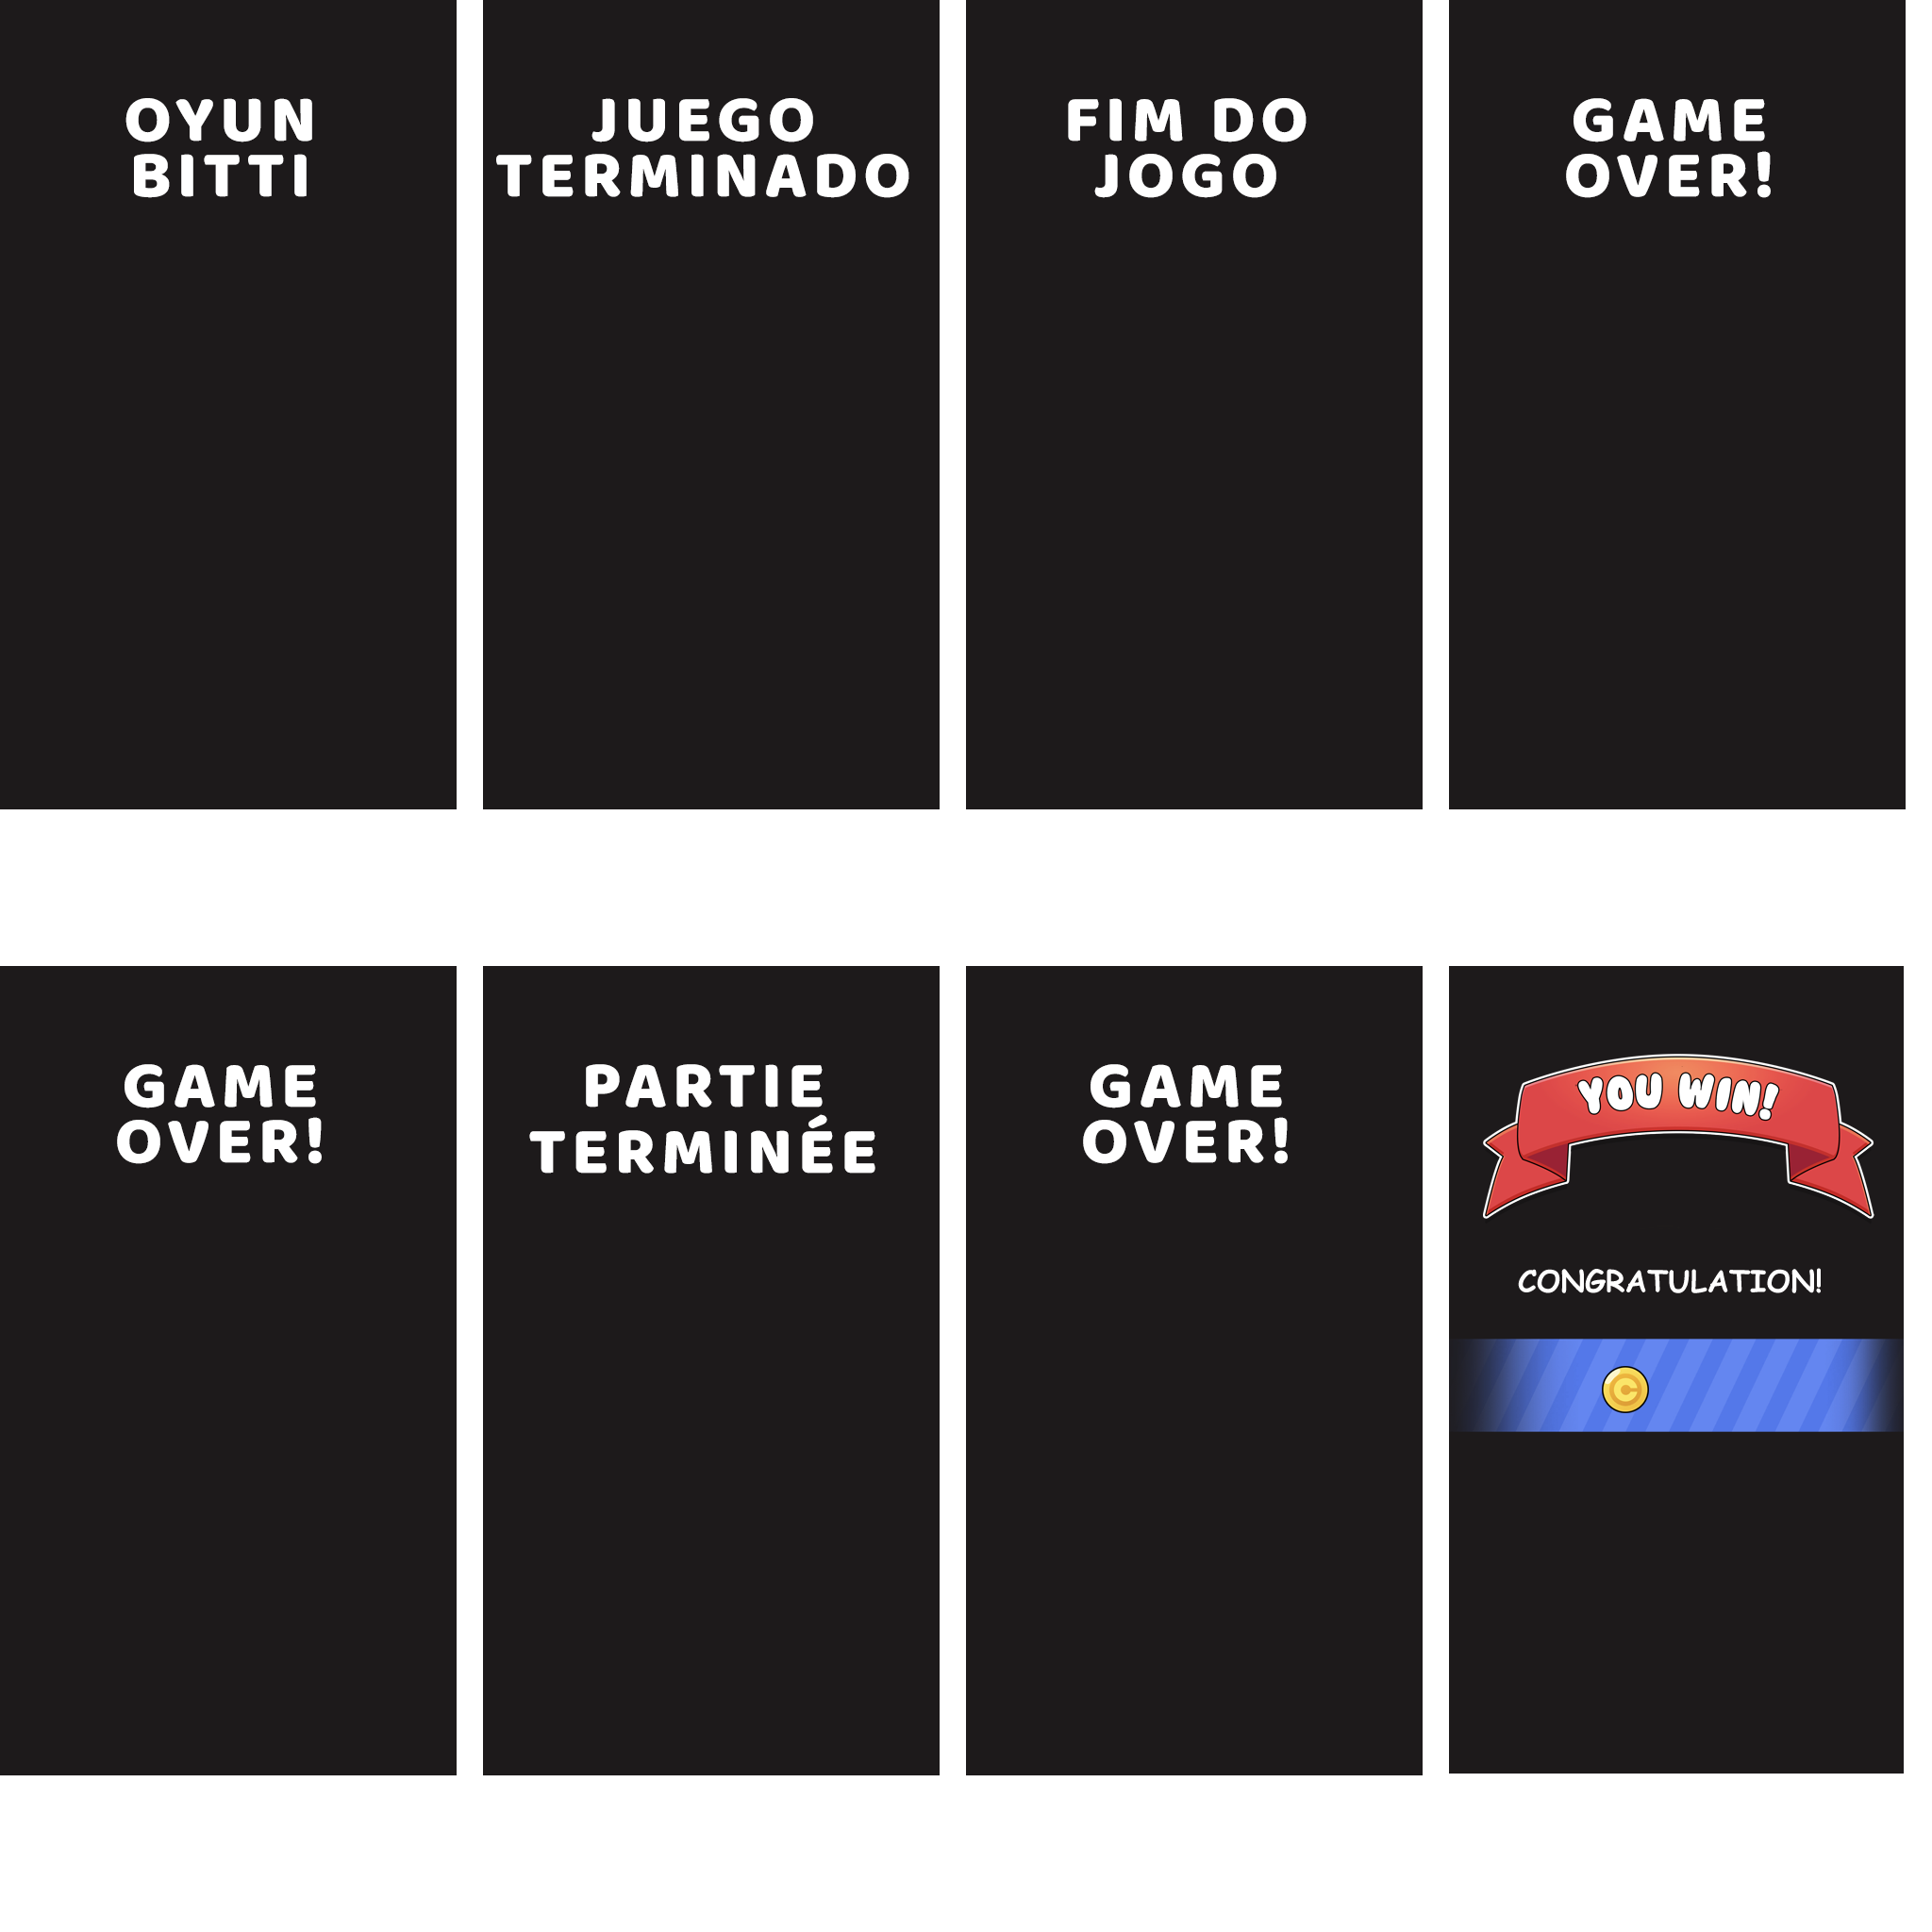 OYUN
BITTI
JUEGO
TERMINADO
FIM DO
JOGO
GAME
OVER!
GAME
OVER!
PARTIE
TERMINÉE
GAME
OVER!
YOU WIN!
CONGRATULATION!